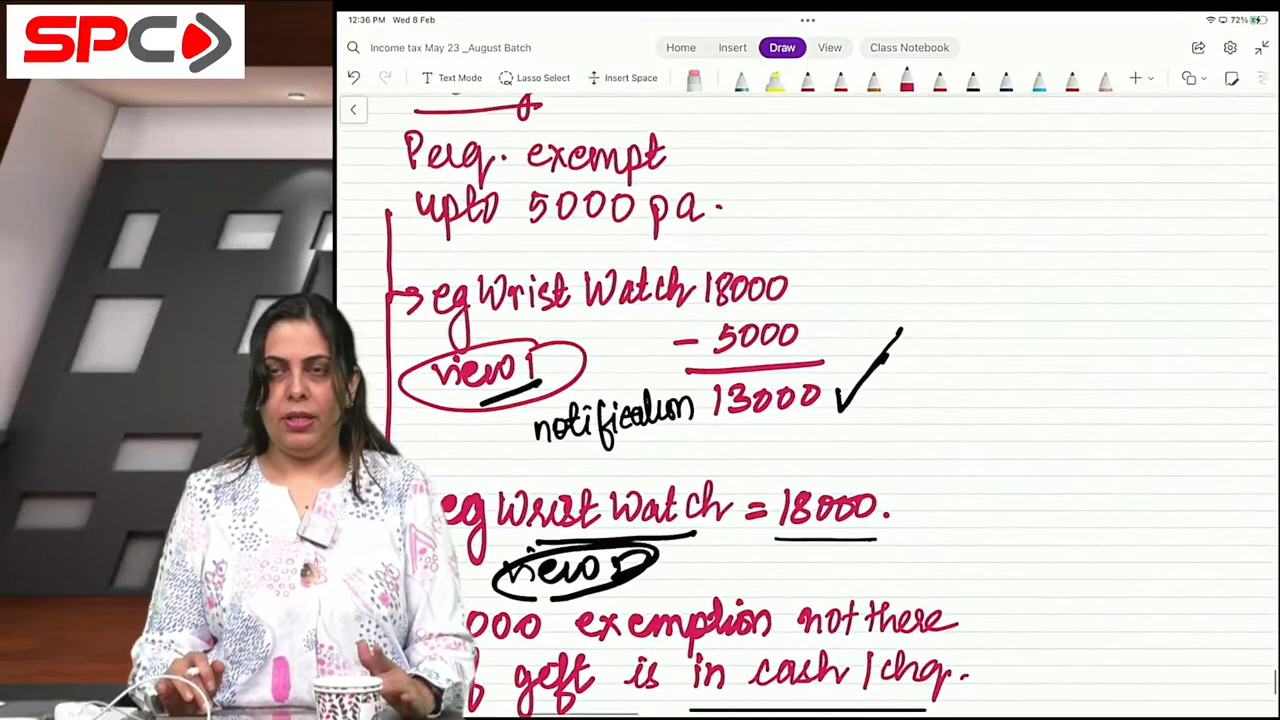 SPC
12:36 PM Wed 8 Feb
72%
Income tax May 23 _August Batch
Home Insert Draw View Class Notebook
Text Mode Lasso Select Insert Space
Perq. exempt
upto 5000 pa.
eg Wrist Watch 18000
- 5000
view 1
13000
notification
eg Wrist Watch = 18000.
view 2
000 exemption not there
gift is in cash / chq.